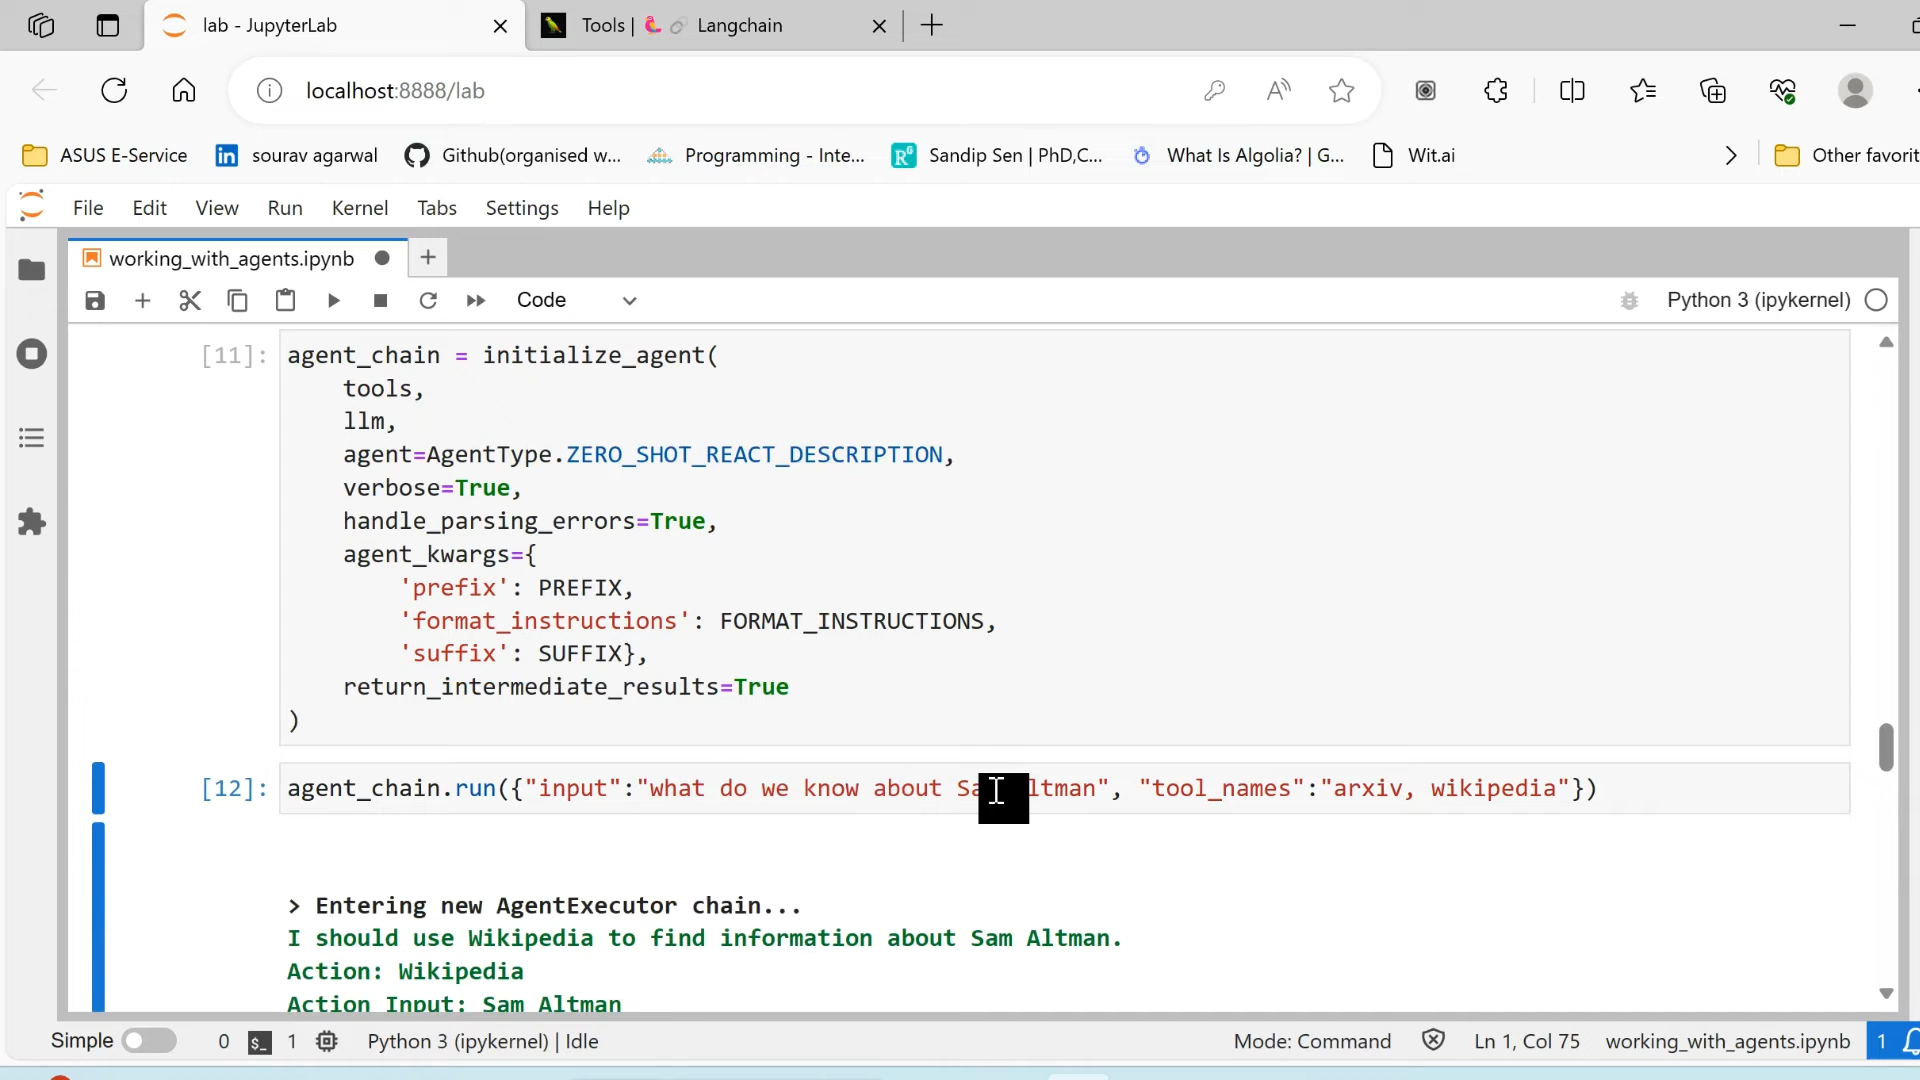 lab - JupyterLab
Tools | Langchain
localhost:8888/lab
ASUS E-Service
sourav agarwal
Github(organised w...
Programming - Inte...
Sandip Sen | PhD,C...
What Is Algolia? | G...
Wit.ai
Other favorit
File Edit View Run Kernel Tabs Settings Help
working_with_agents.ipynb
Code
Python 3 (ipykernel)
[11]:
agent_chain = initialize_agent(
tools,
llm,
agent=AgentType.ZERO_SHOT_REACT_DESCRIPTION,
verbose=True,
handle_parsing_errors=True,
agent_kwargs={
'prefix': PREFIX,
'format_instructions': FORMAT_INSTRUCTIONS,
'suffix': SUFFIX},
return_intermediate_results=True
)
[12]:
agent_chain.run({"input":"what do we know about Sa ltman", "tool_names":"arxiv, wikipedia"})
> Entering new AgentExecutor chain...
I should use Wikipedia to find information about Sam Altman.
Action: Wikipedia
Action Input: Sam Altman
Simple 0 $_ 1 Python 3 (ipykernel) | Idle Mode: Command Ln 1, Col 75 working_with_agents.ipynb 1